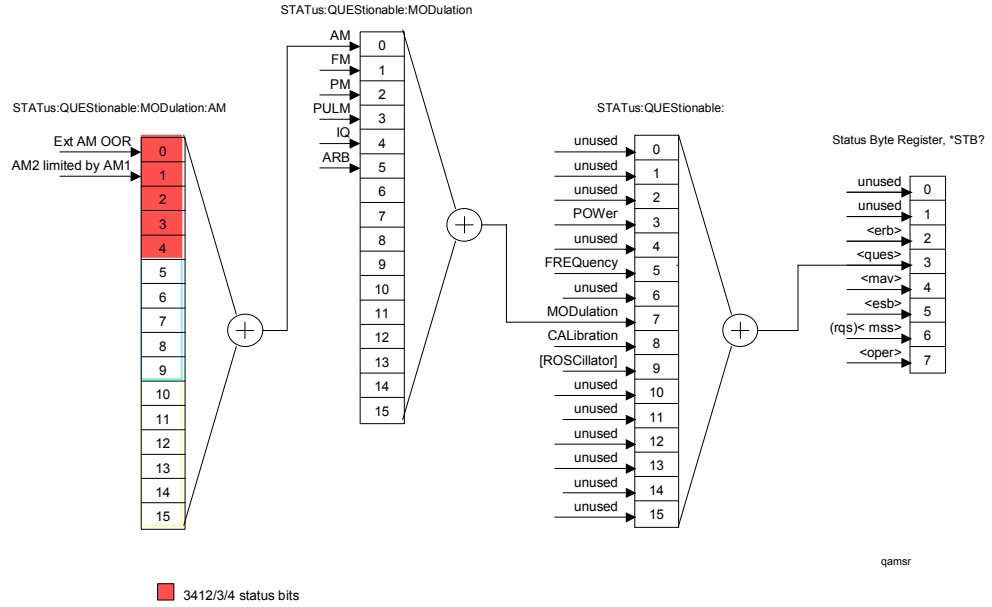 STATus:QUEStionable:MODulation
AM
FM
PM
PULM
IQ
ARB
0
1
2
3
4
5
6
7
8
9
10
11
12
13
14
15
STATus:QUEStionable:MODulation:AM
Ext AM OOR
AM2 limited by AM1
0
1
2
3
4
5
6
7
8
9
10
11
12
13
14
15
STATus:QUEStionable:
unused
unused
unused
POWer
unused
FREQuency
unused
MODulation
CALibration
[ROSCillator]
unused
unused
unused
unused
unused
unused
0
1
2
3
4
5
6
7
8
9
10
11
12
13
14
15
Status Byte Register, *STB?
unused
unused
<erb>
<ques>
<mav>
<esb>
(rqs)< mss>
<oper>
0
1
2
3
4
5
6
7
qamsr
3412/3/4 status bits